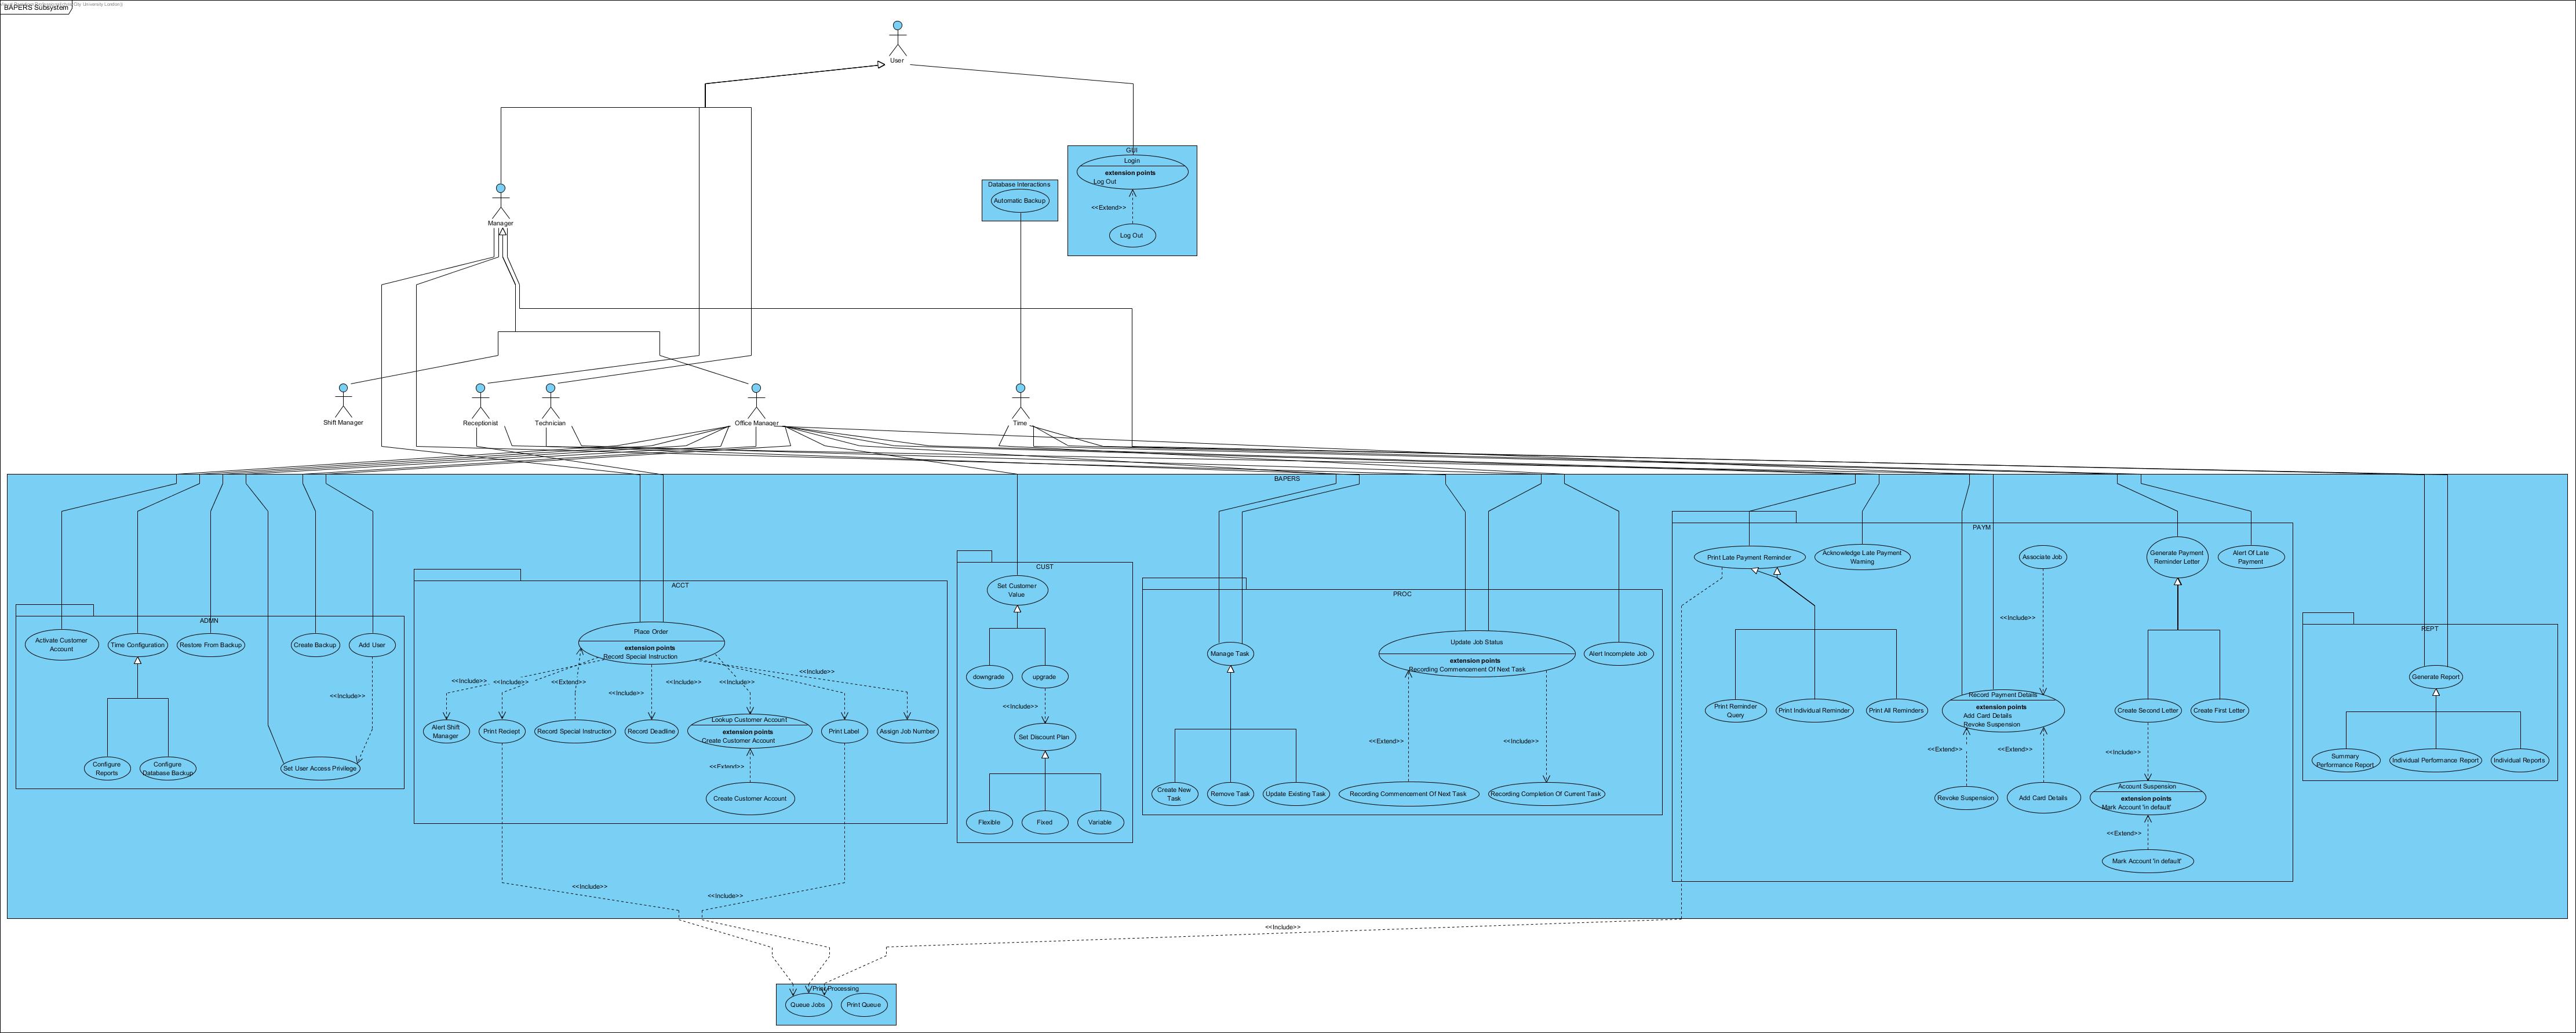 BAPERS Subsystem
User
GUI
Login
extension points
Log Out
<<Extend>>
Log Out
Database Interactions
Automatic Backup
Manager
Shift Manager
Receptionist
Technician
Office Manager
Time
BAPERS
ADMN
Activate Customer
Account
Time Configuration
Restore From Backup
Create Backup
Add User
<<Include>>
Configure
Reports
Configure
Database Backup
Set User Access Privilege
ACCT
Place Order
extension points
Record Special Instruction
<<Include>>
<<Include>>
<<Extend>>
<<Include>>
<<Include>>
<<Include>>
<<Include>>
Alert Shift
Manager
Print Reciept
Record Special Instruction
Record Deadline
Lookup Customer Account
extension points
Create Customer Account
Print Label
Assign Job Number
<<Extend>>
Create Customer Account
CUST
Set Customer
Value
downgrade
upgrade
<<Include>>
Set Discount Plan
Flexible
Fixed
Variable
PROC
Manage Task
Update Job Status
extension points
Recording Commencement Of Next Task
Alert Incomplete Job
<<Extend>>
<<Include>>
Create New
Task
Remove Task
Update Existing Task
Recording Commencement Of Next Task
Recording Completion Of Current Task
PAYM
Print Late Payment Reminder
Acknowledge Late Payment
Warning
Associate Job
Generate Payment
Reminder Letter
Alert Of Late
Payment
<<Include>>
Print Reminder
Query
Print Individual Reminder
Print All Reminders
Record Payment Details
extension points
Add Card Details
Revoke Suspension
Create Second Letter
Create First Letter
<<Extend>>
<<Extend>>
<<Include>>
Revoke Suspension
Add Card Details
Account Suspension
extension points
Mark Account 'in default'
<<Extend>>
Mark Account 'In default'
REPT
Generate Report
Summary
Performance Report
Individual Performance Report
Individual Reports
<<Include>>
<<Include>>
<<Include>>
Print Processing
Queue Jobs
Print Queue